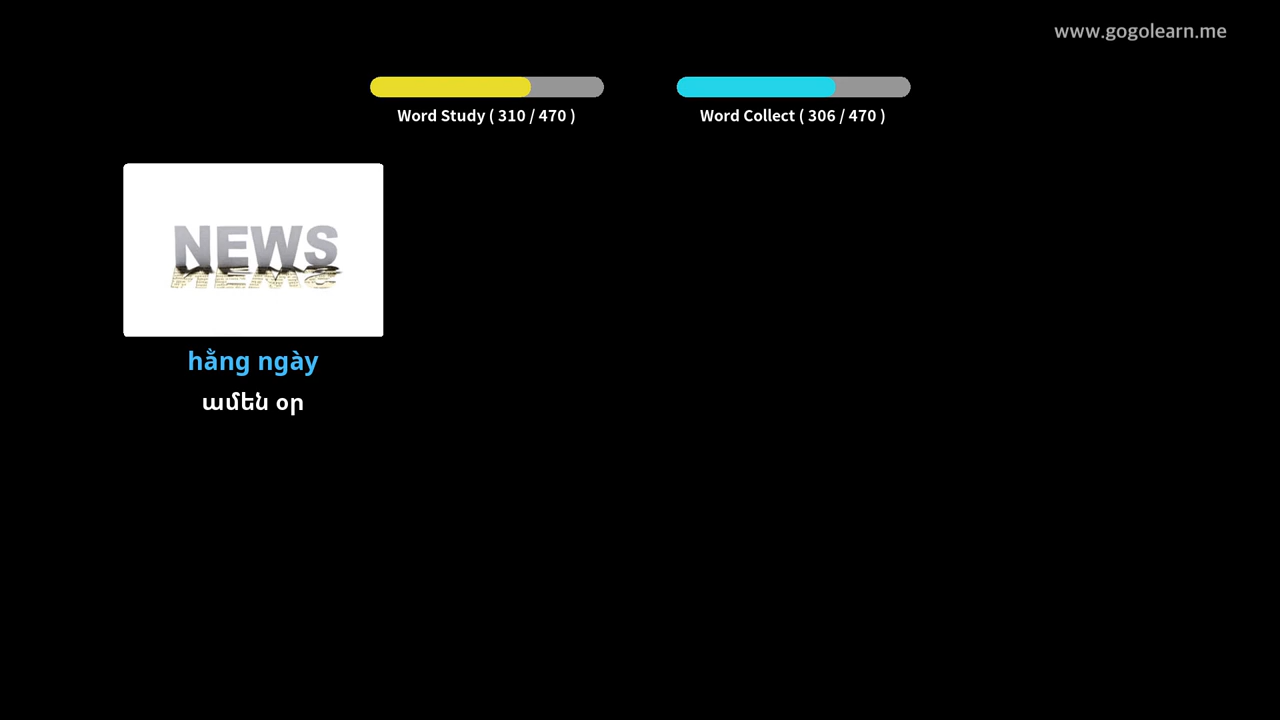 www.gogolearn.me
Word Study ( 310 / 470 )
Word Collect ( 306 / 470 )
NEWS
hằng ngày
ամեն օր